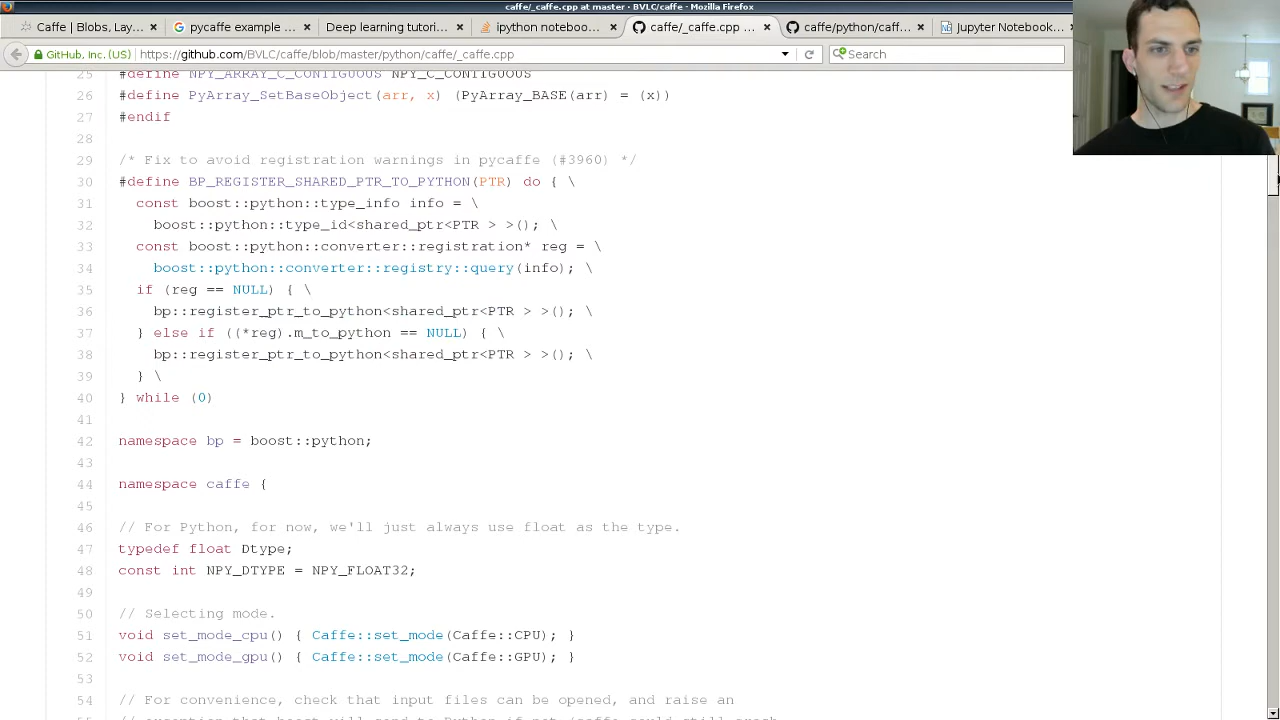 caffe/_caffe.cpp at master · BVLC/caffe - Mozilla Firefox
Caffe | Blobs, Lay...
pycaffe example ...
Deep learning tutori...
ipython noteboo...
caffe/_caffe.cpp ...
caffe/python/caff...
Jupyter Notebook...
GitHub, Inc. (US)
https://github.com/BVLC/caffe/blob/master/python/caffe/_caffe.cpp
Search
25 #define NPY_ARRAY_C_CONTIGUOUS NPY_C_CONTIGUOUS
26 #define PyArray_SetBaseObject(arr, x) (PyArray_BASE(arr) = (x))
27 #endif
28
29 /* Fix to avoid registration warnings in pycaffe (#3960) */
30 #define BP_REGISTER_SHARED_PTR_TO_PYTHON(PTR) do { \
31 const boost::python::type_info info = \
32 boost::python::type_id<shared_ptr<PTR > >(); \
33 const boost::python::converter::registration* reg = \
34 boost::python::converter::registry::query(info); \
35 if (reg == NULL) { \
36 bp::register_ptr_to_python<shared_ptr<PTR > >(); \
37 } else if ((*reg).m_to_python == NULL) { \
38 bp::register_ptr_to_python<shared_ptr<PTR > >(); \
39 } \
40 } while (0)
41
42 namespace bp = boost::python;
43
44 namespace caffe {
45
46 // For Python, for now, we'll just always use float as the type.
47 typedef float Dtype;
48 const int NPY_DTYPE = NPY_FLOAT32;
49
50 // Selecting mode.
51 void set_mode_cpu() { Caffe::set_mode(Caffe::CPU); }
52 void set_mode_gpu() { Caffe::set_mode(Caffe::GPU); }
53
54 // For convenience, check that input files can be opened, and raise an